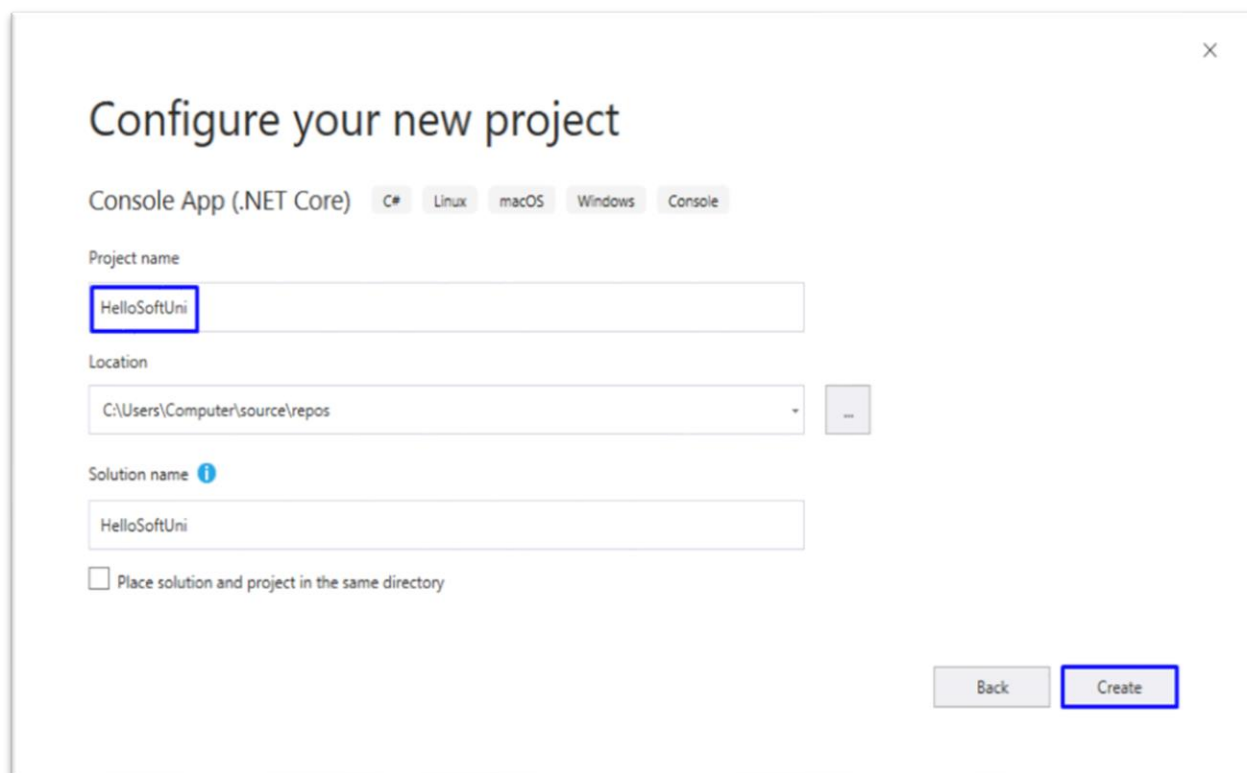 Configure your new project
Console App (.NET Core) C# Linux macOS Windows Console
Project name
HelloSoftUni
Location
C:\Users\Computer\source\repos
...
Solution name
HelloSoftUni
Place solution and project in the same directory
Back Create